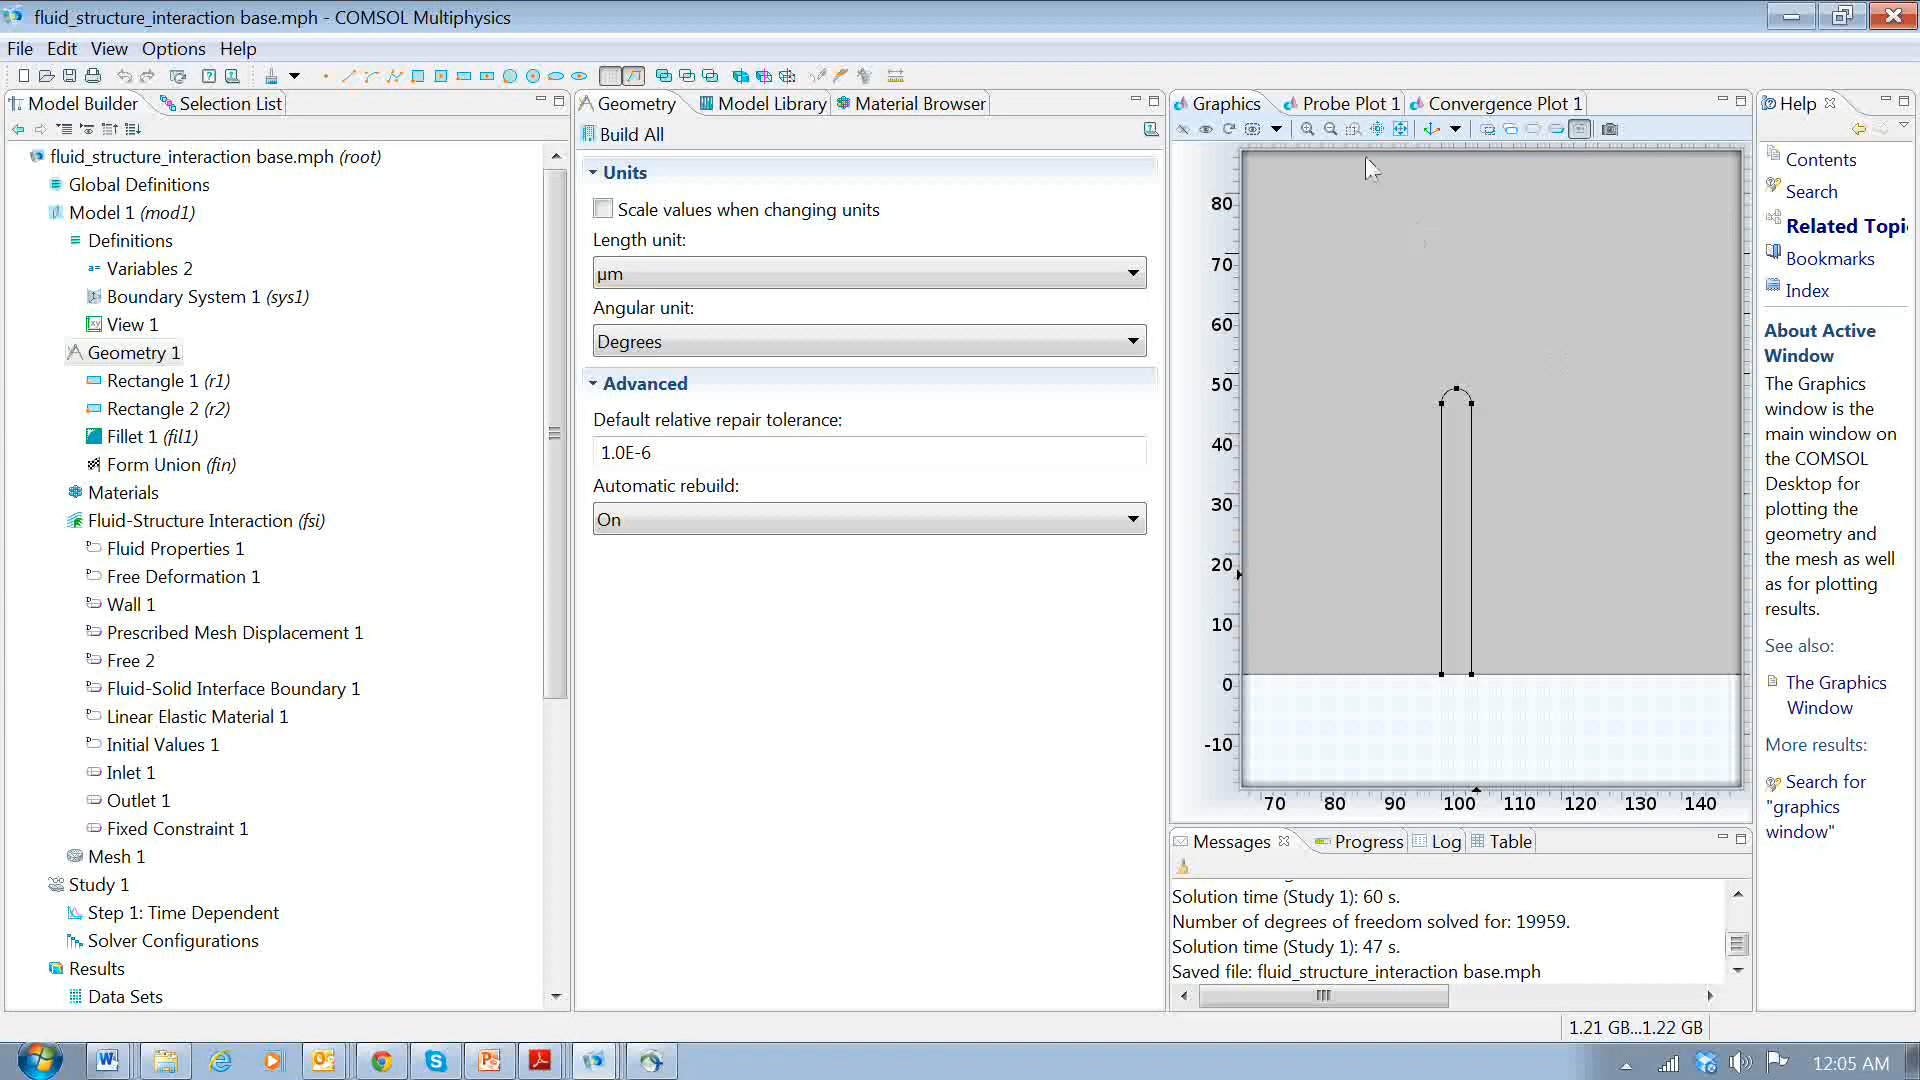 fluid_structure_interaction base.mph - COMSOL Multiphysics
File Edit View Options Help
Model Builder Selection List
fluid_structure_interaction base.mph (root)
Global Definitions
Model 1 (mod1)
Definitions
a= Variables 2
Boundary System 1 (sys1)
View 1
Geometry 1
Rectangle 1 (r1)
Rectangle 2 (r2)
Fillet 1 (fil1)
Form Union (fin)
Materials
Fluid-Structure Interaction (fsi)
Fluid Properties 1
Free Deformation 1
Wall 1
Prescribed Mesh Displacement 1
Free 2
Fluid-Solid Interface Boundary 1
Linear Elastic Material 1
Initial Values 1
Inlet 1
Outlet 1
Fixed Constraint 1
Mesh 1
Study 1
Step 1: Time Dependent
Solver Configurations
Results
Data Sets
Geometry Model Library Material Browser
Build All
Units
Scale values when changing units
Length unit:
µm
Angular unit:
Degrees
Advanced
Default relative repair tolerance:
1.0E-6
Automatic rebuild:
On
Graphics Probe Plot 1 Convergence Plot 1
80
70
60
50
40
30
20
10
0
-10
70 80 90 100 110 120 130 140
Messages Progress Log Table
Solution time (Study 1): 60 s.
Number of degrees of freedom solved for: 19959.
Solution time (Study 1): 47 s.
Saved file: fluid_structure_interaction base.mph
1.21 GB...1.22 GB
Help
Contents
Search
Related Topi
Bookmarks
Index
About Active
Window
The Graphics
window is the
main window on
the COMSOL
Desktop for
plotting the
geometry and
the mesh as well
as for plotting
results.
See also:
The Graphics
Window
More results:
Search for
"graphics
window"
12:05 AM